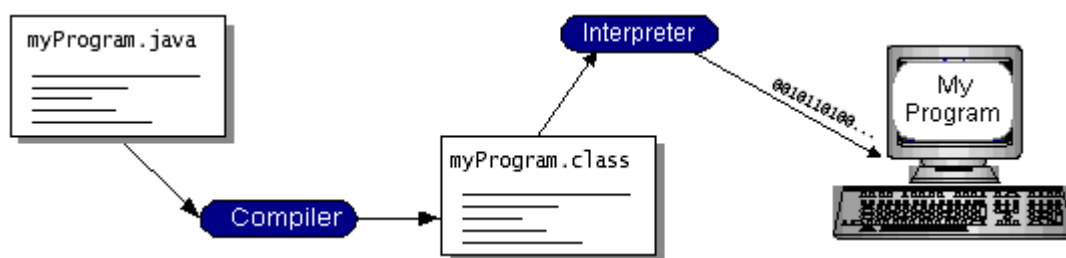 myProgram.java
Compiler
myProgram.class
Interpreter
0010110100...
My
Program